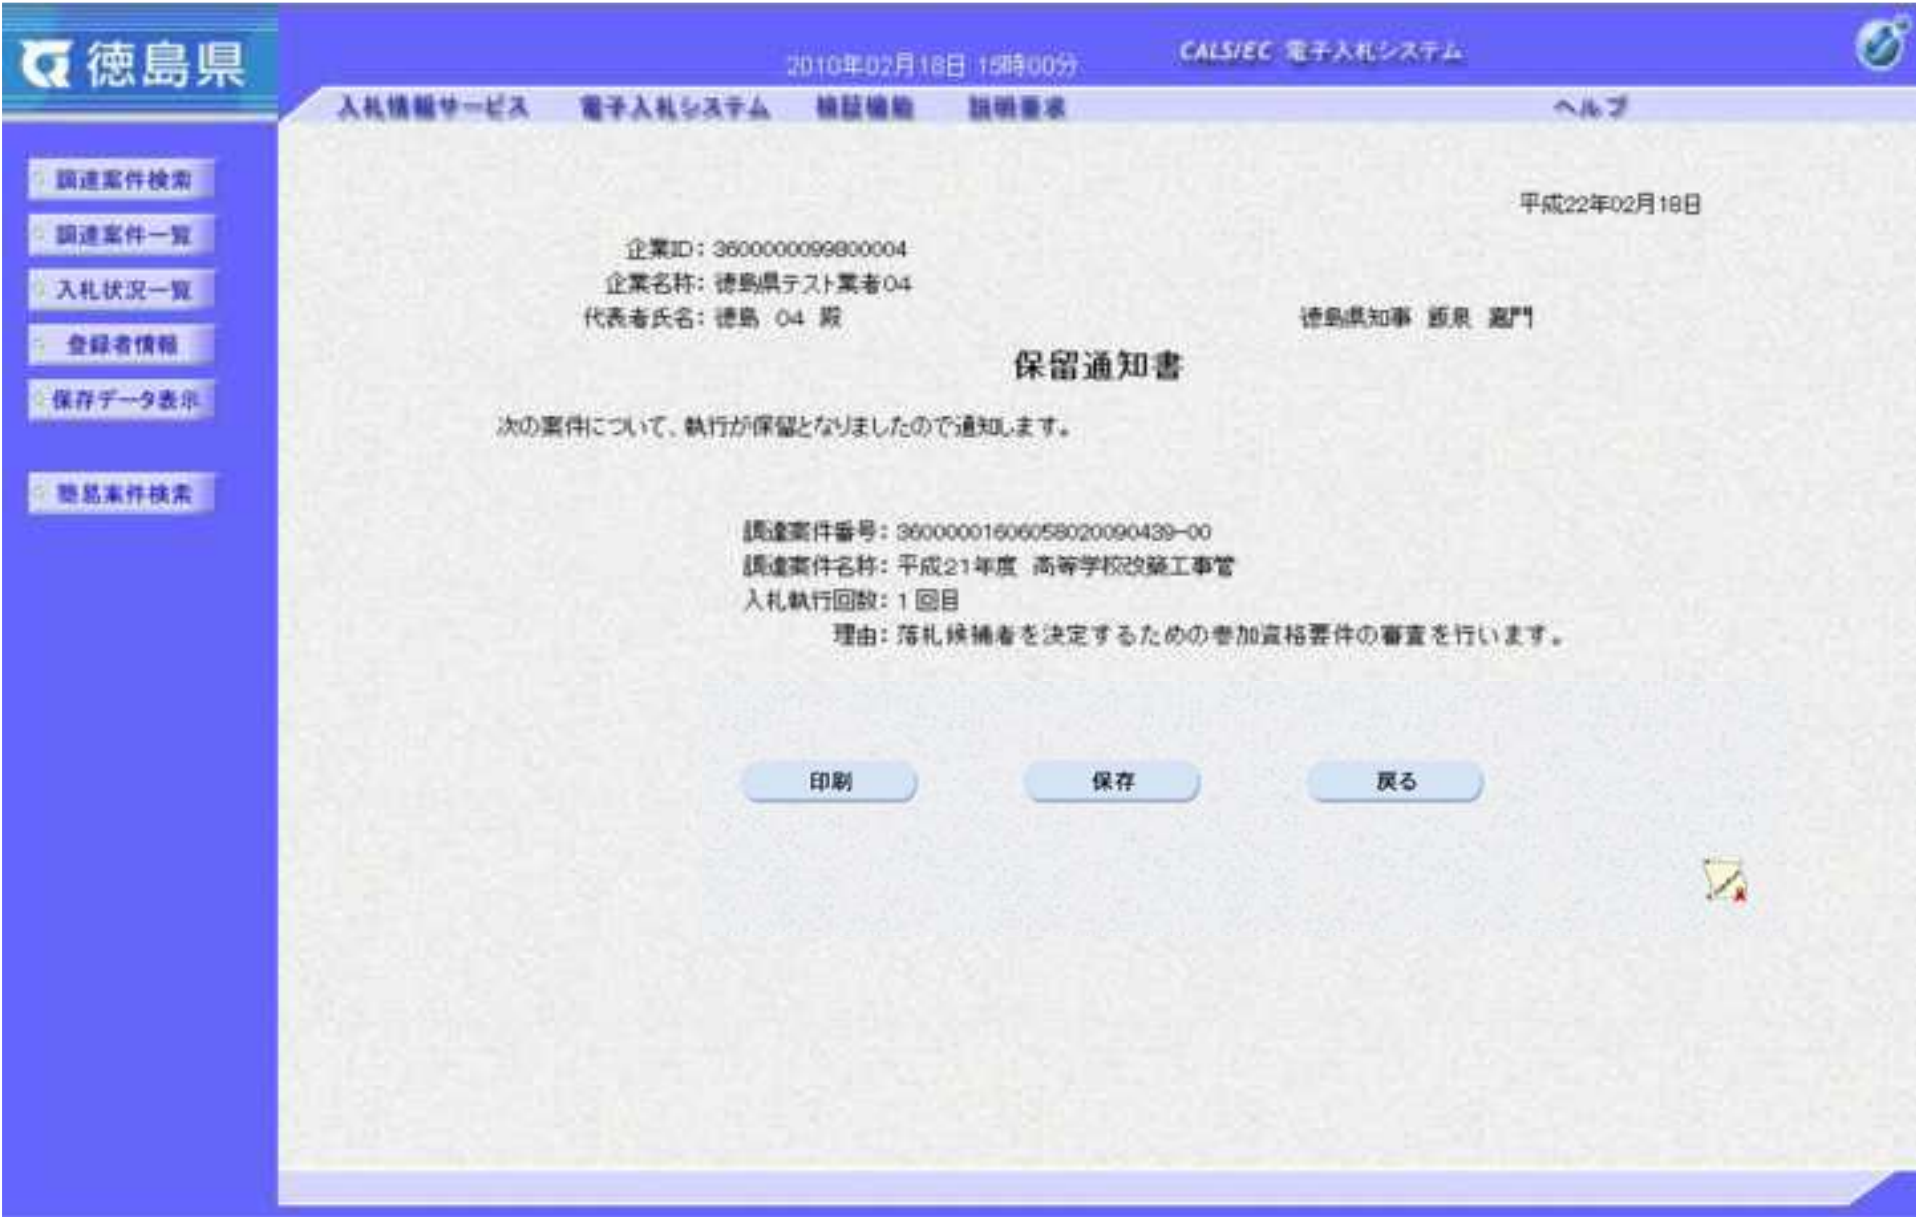 徳島県
2010年02月18日 15時00分
CALS/EC 電子入札システム
入札情報サービス 電子入札システム 検証機能 説明要求 ヘルプ
調達案件検索
調達案件一覧
入札状況一覧
登録者情報
保存データ表示
簡易案件検索
平成22年02月18日
企業ID：3600000099800004
企業名称：徳島県テスト業者04
代表者氏名：徳島 04 殿
徳島県知事 飯泉 嘉門
保留通知書
次の案件について、執行が保留となりましたので通知します。
調達案件番号：36000001606058020090439-00
調達案件名称：平成21年度 高等学校改築工事管
入札執行回数：1回目
理由：落札候補者を決定するための参加資格要件の審査を行います。
印刷
保存
戻る